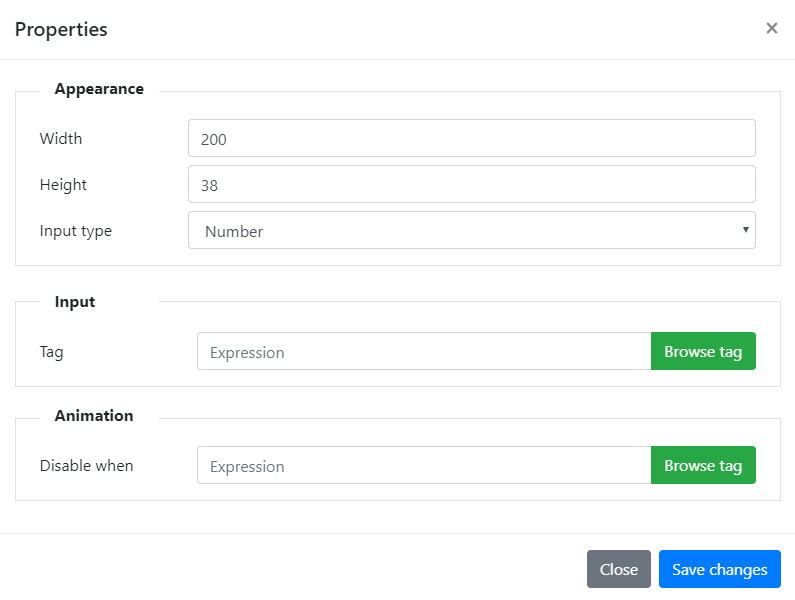 Properties ×
Appearance
Width 200
Height 38
Input type Number
Input
Tag Expression Browse tag
Animation
Disable when Expression Browse tag
Close Save changes